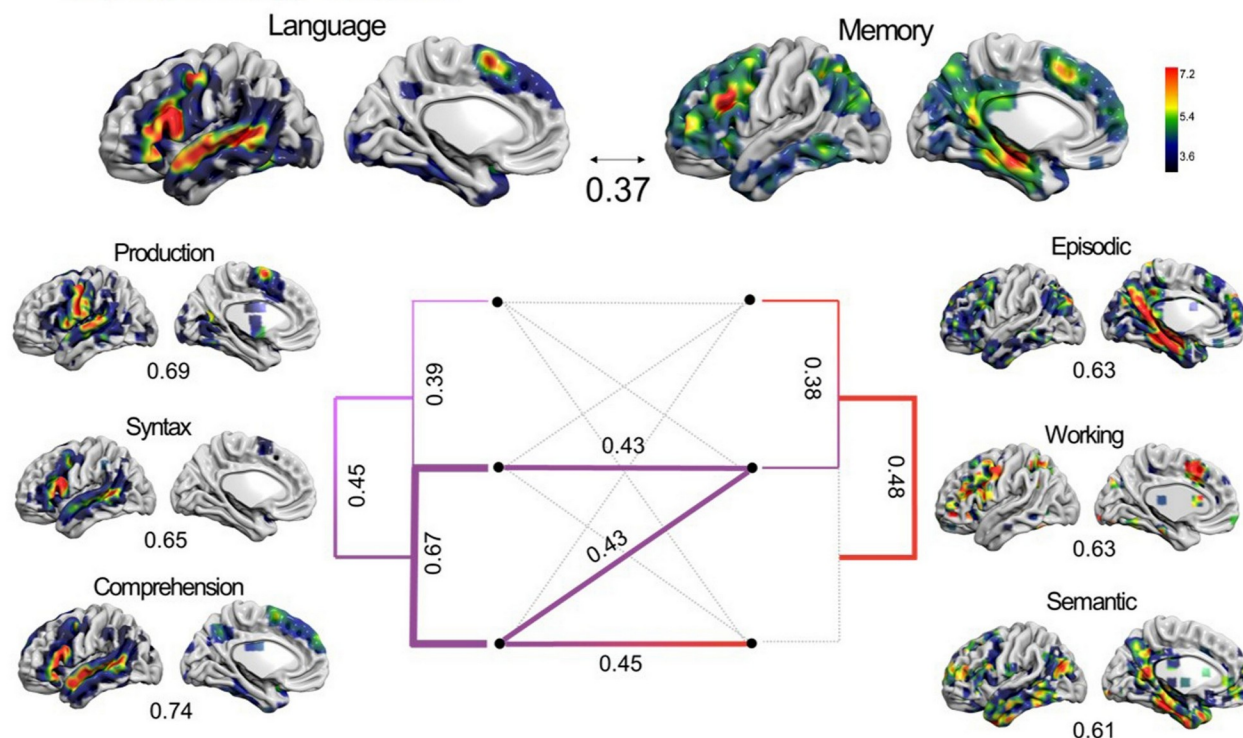 Language
Memory
7.2
5.4
3.6
0.37
Production
0.69
Episodic
0.63
0.39
0.38
Syntax
0.65
0.43
Working
0.63
0.45
0.48
0.67
0.43
Comprehension
0.74
0.45
Semantic
0.61